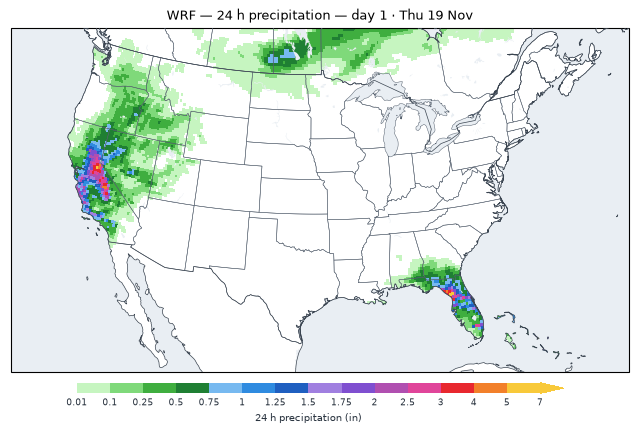 WRF — 24 h precipitation — day 1 · Thu 19 Nov
0.01 0.1 0.25 0.5 0.75 1 1.25 1.5 1.75 2 2.5 3 4 5 7
24 h precipitation (in)